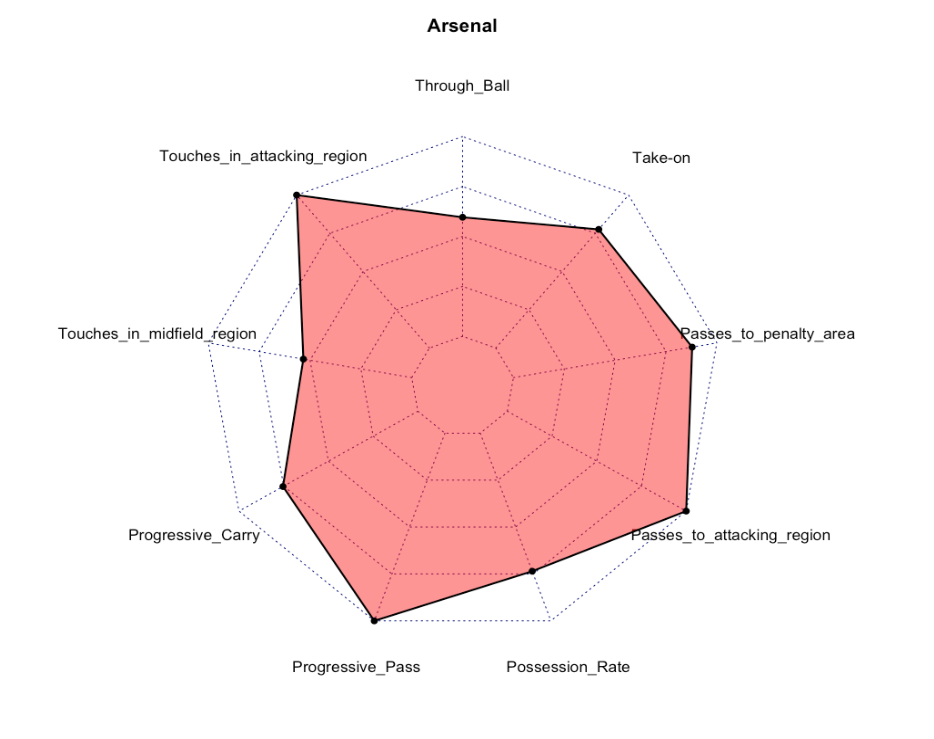 Arsenal
Through_Ball
Touches_in_attacking_region
Take-on
Touches_in_midfield_region
Passes_to_penalty_area
Progressive_Carry
Passes_to_attacking_region
Progressive_Pass
Possession_Rate